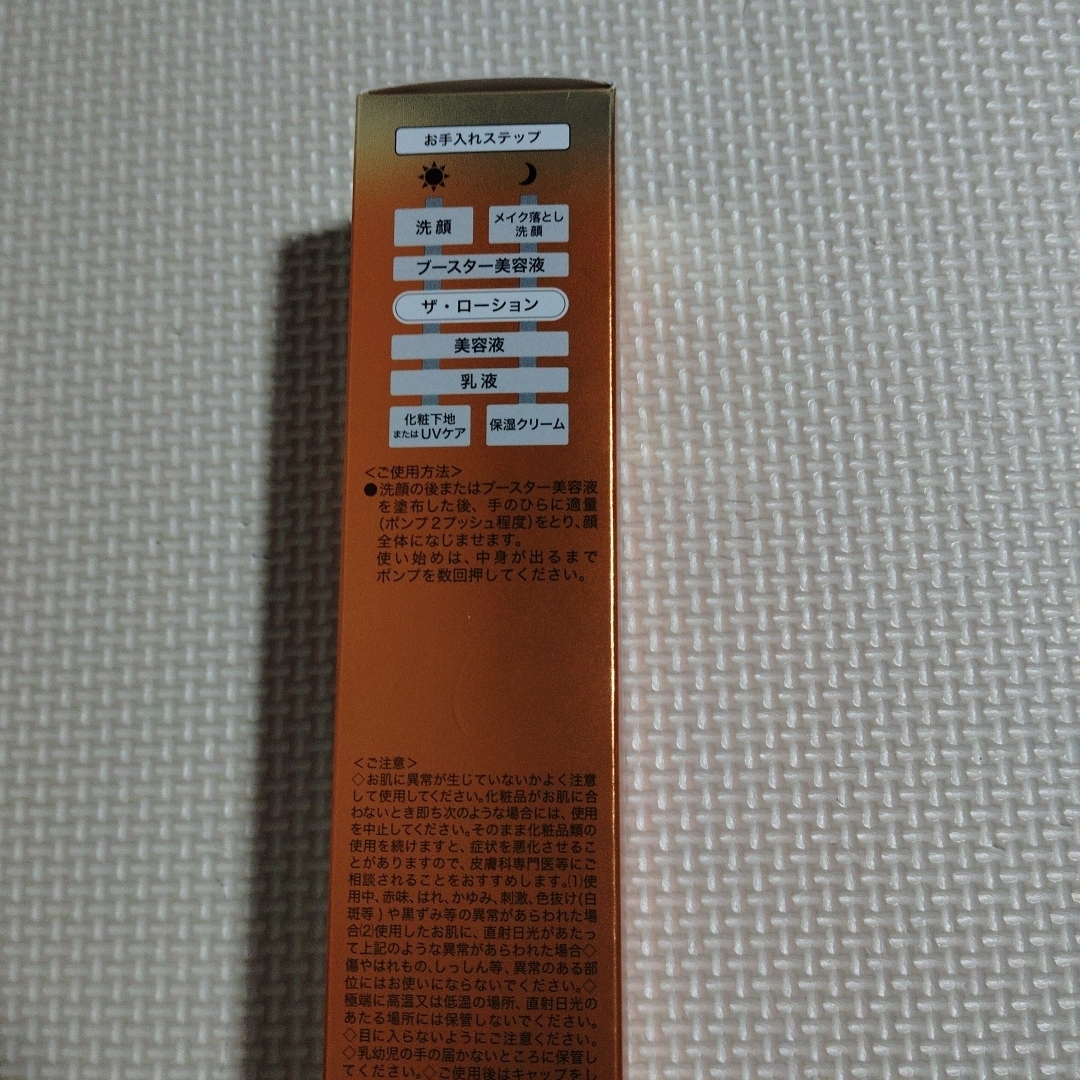 お手入れステップ
洗顔
メイク落とし
洗顔
ブースター美容液
ザ・ローション
美容液
乳液
化粧下地
またはUVケア
保湿クリーム
＜ご使用方法＞
●洗顔の後またはブースター美容液
を塗布した後、手のひらに適量
(ポンプ2プッシュ程度)をとり、顔
全体になじませます。
使い始めは、中身が出るまで
ポンプを数回押してください。
＜ご注意＞
◇お肌に異常が生じていないかよく注意
して使用してください。化粧品がお肌に合
わないとき即ち次のような場合には、使用
を中止してください。そのまま化粧品類の
使用を続けますと、症状を悪化させるこ
とがありますので、皮膚科専門医等にご
相談されることをおすすめします。(1)使
用中、赤味、はれ、かゆみ、刺激、色抜け(白
斑等)や黒ずみ等の異常があらわれた場
合(2)使用したお肌に、直射日光があたっ
て上記のような異常があらわれた場合◇
傷やはれもの、しっしん等、異常のある部
位にはお使いにならないでください。◇
極端に高温又は低温の場所、直射日光の
あたる場所には保管しないでください。
◇目に入らないようにご注意ください。
◇乳幼児の手の届かないところに保管し
てください。◇ご使用後はキャップをし